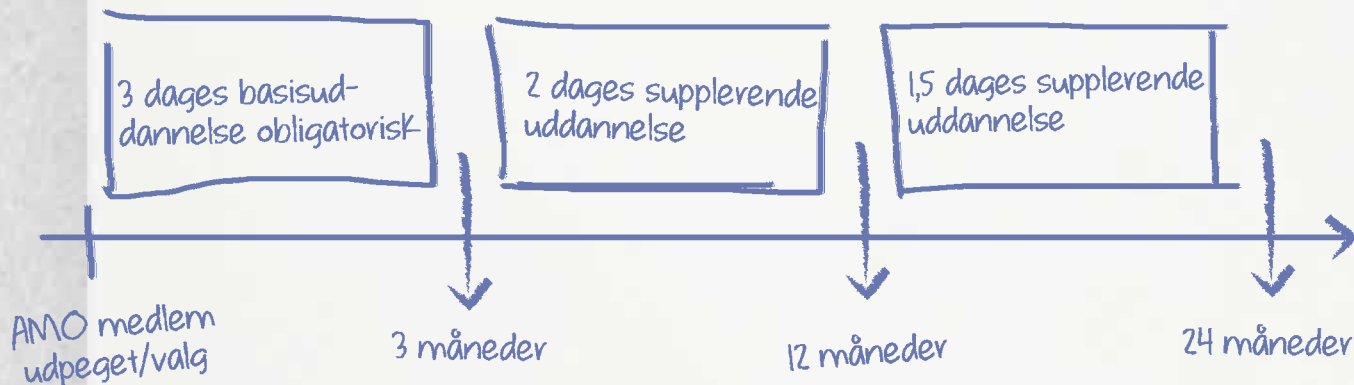 3 dages basisud-
dannelse obligatorisk
2 dages supplerende
uddannelse
1,5 dages supplerende
uddannelse
AMO medlem
udpeget/valg
3 måneder
12 måneder
24 måneder